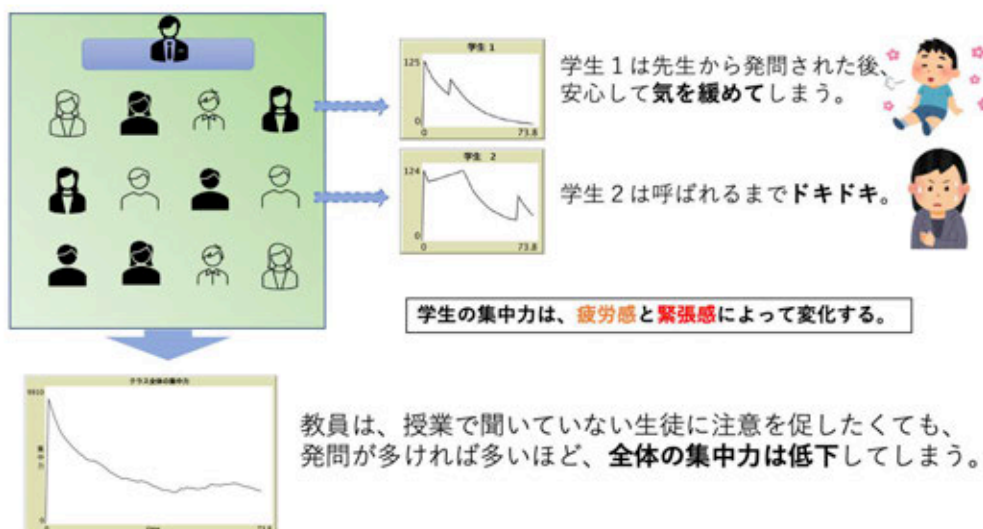 学生 1
125
0
73.8
学生１は先生から発問された後、
安心して気を緩めてしまう。
学生 2
124
0
0
73.8
学生２は呼ばれるまでドキドキ。
学生の集中力は、疲労感と緊張感によって変化する。
クラス全体の集中力
9910
集中力
0
0
73.8
教員は、授業で聞いていない生徒に注意を促したくても、
発問が多ければ多いほど、全体の集中力は低下してしまう。